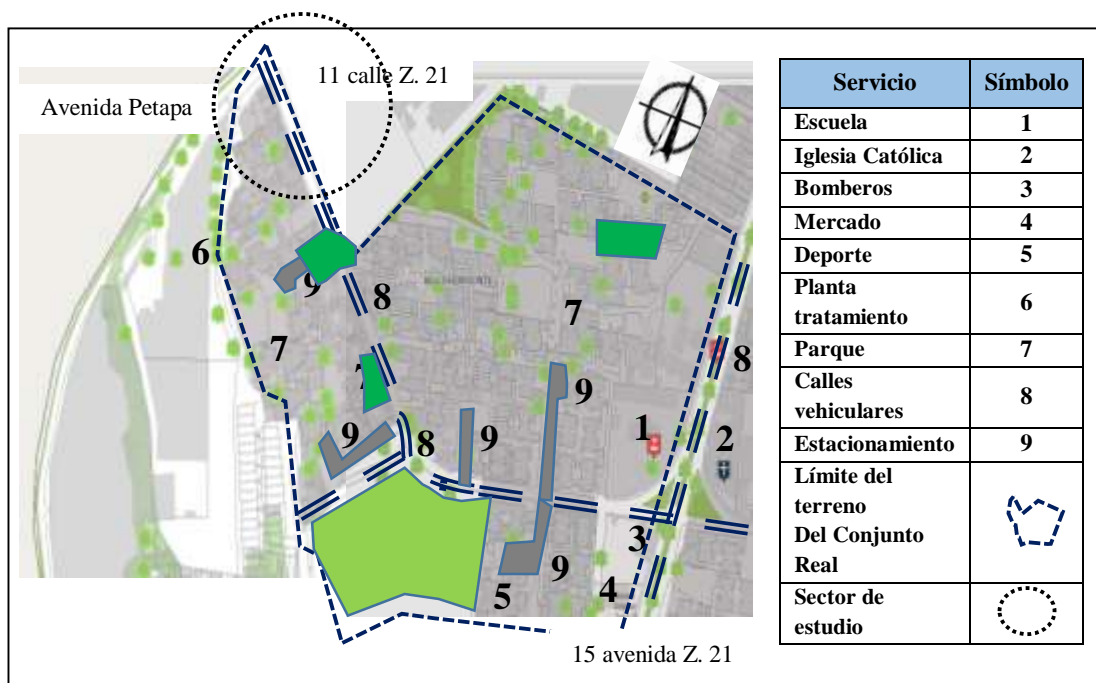 11 calle Z. 21
Avenida Petapa
6
9
8
7
7
7
8
9
1
2
9
9
8
3
9
5
4
15 avenida Z. 21
Servicio Símbolo
Escuela 1
Iglesia Católica 2
Bomberos 3
Mercado 4
Deporte 5
Planta
tratamiento 6
Parque 7
Calles
vehiculares 8
Estacionamiento 9
Límite del
terreno
Del Conjunto
Real
Sector de
estudio